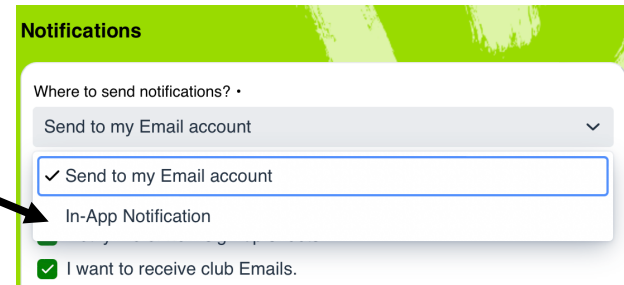 Notifications
Where to send notifications? •
Send to my Email account
Send to my Email account
In-App Notification
I want to receive club Emails.